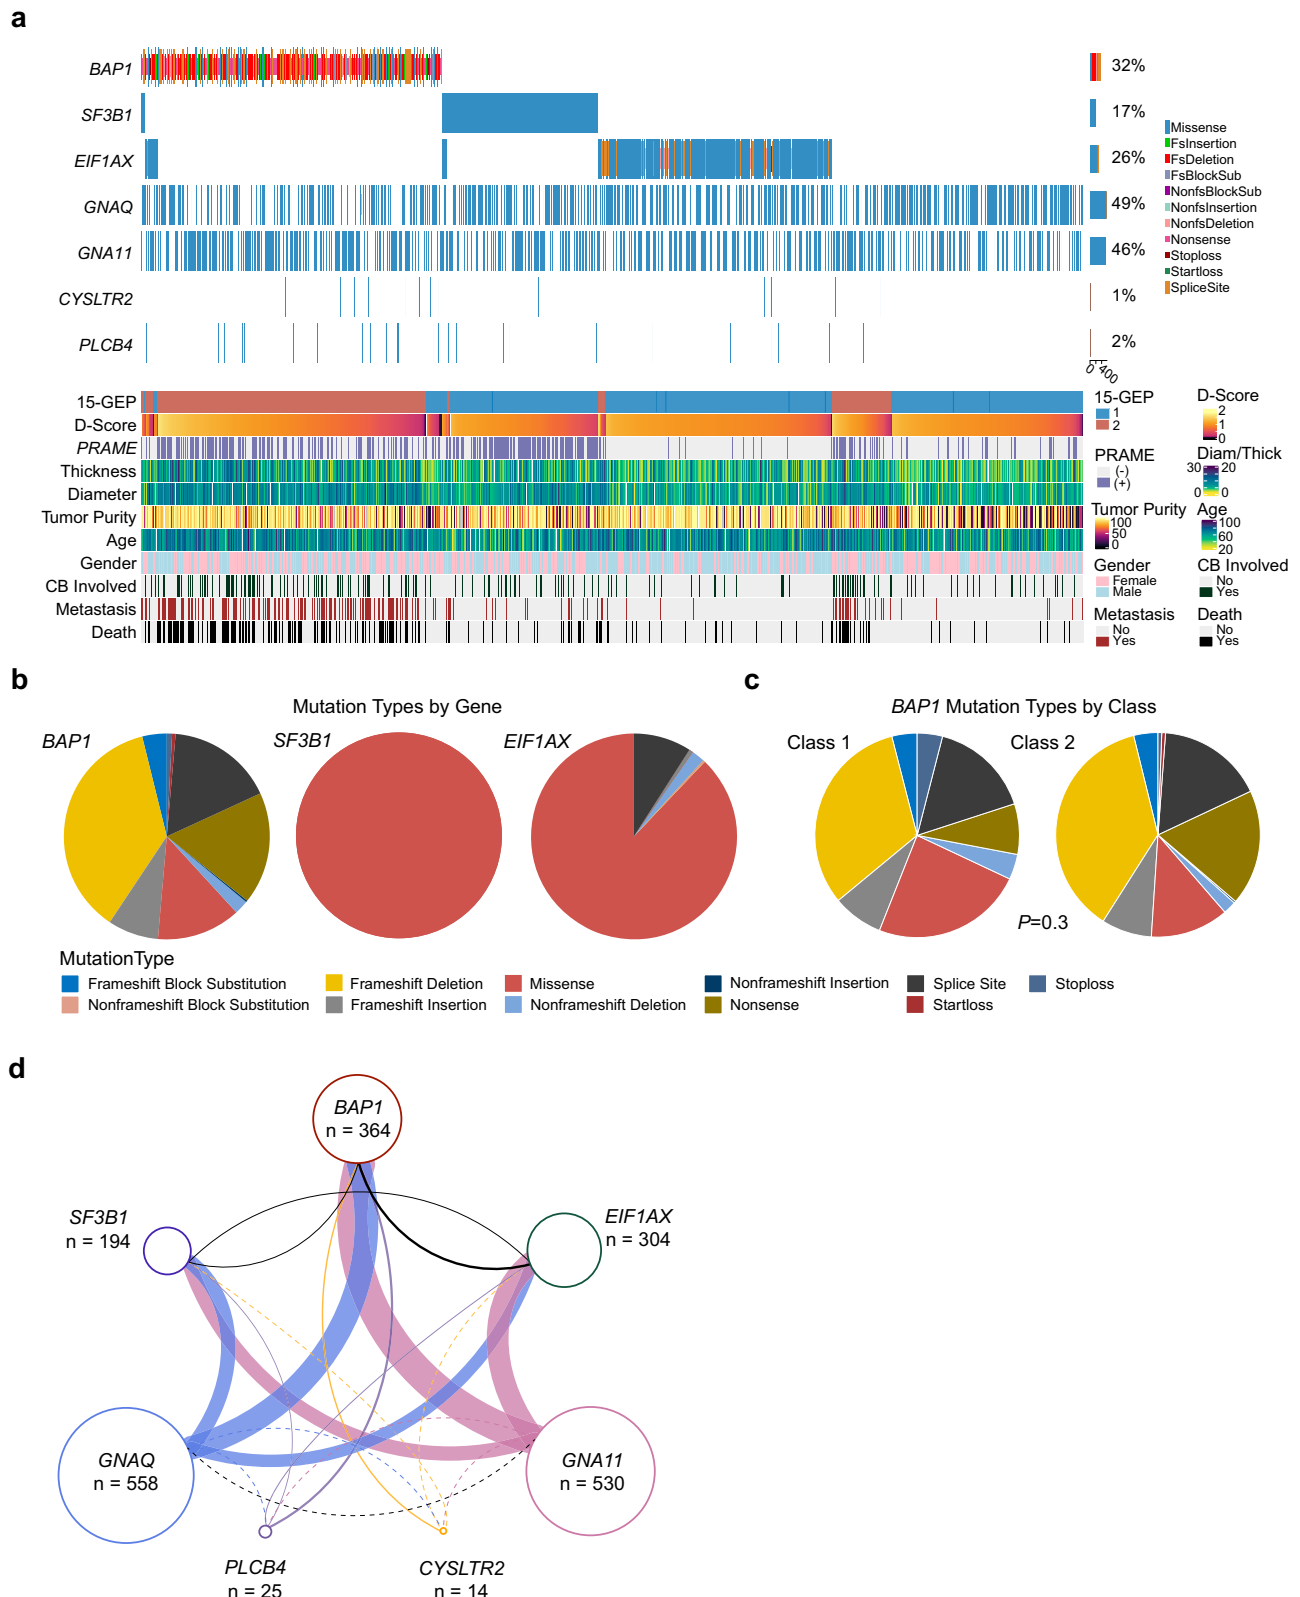 a
BAP1
32%
SF3B1
17%
EIF1AX
26%
GNAQ
49%
GNA11
46%
CYSLTR2
1%
PLCB4
2%
0 400
Missense
FsInsertion
FsDeletion
FsBlockSub
NonfsBlockSub
NonfsInsertion
NonfsDeletion
Nonsense
Stoploss
Startloss
SpliceSite
15-GEP
D-Score
PRAME
Thickness
Diameter
Tumor Purity
Age
Gender
CB Involved
Metastasis
Death
15-GEP
1
2
D-Score
2
1
0
PRAME
(-)
(+)
Diam/Thick
30 20
0 0
Tumor Purity
100
50
0
Age
100
60
20
Gender
Female
Male
CB Involved
No
Yes
Metastasis
No
Yes
Death
No
Yes
b
Mutation Types by Gene
BAP1
SF3B1
EIF1AX
c
BAP1 Mutation Types by Class
Class 1
Class 2
P=0.3
MutationType
Frameshift Block Substitution
Frameshift Deletion
Missense
Nonframeshift Insertion
Splice Site
Stoploss
Nonframeshift Block Substitution
Frameshift Insertion
Nonframeshift Deletion
Nonsense
Startloss
d
BAP1
n = 364
SF3B1
n = 194
EIF1AX
n = 304
GNAQ
n = 558
GNA11
n = 530
PLCB4
n = 25
CYSLTR2
n = 14